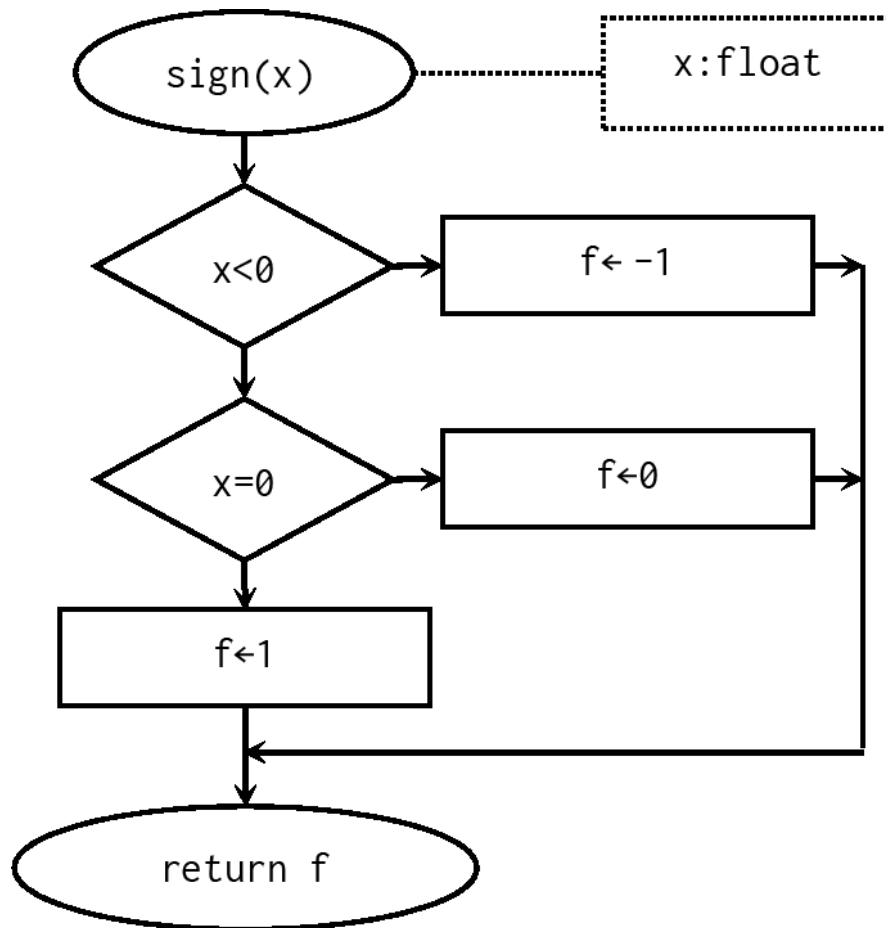 sign(x)
x:float
x<0
f← -1
x=0
f←0
f←1
return f